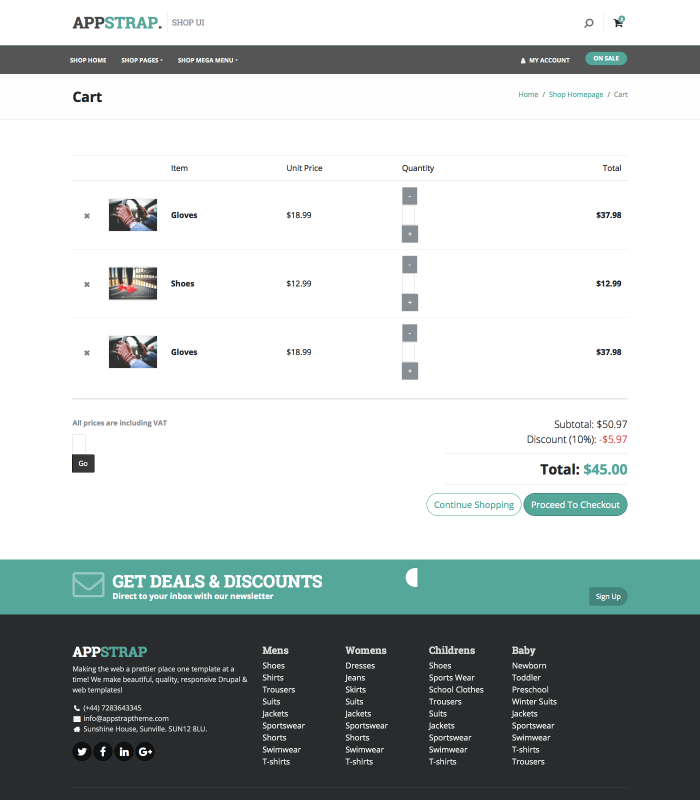 APPSTRAP. SHOP UI
SHOP HOME SHOP PAGES SHOP MEGA MENU MY ACCOUNT ON SALE
Cart
Home / Shop Homepage / Cart
Item Unit Price Quantity Total
-
Gloves $18.99 $37.98
+
-
Shoes $12.99 $12.99
+
-
Gloves $18.99 $37.98
+
All prices are including VAT
Go
Subtotal: $50.97
Discount (10%): -$5.97
Total: $45.00
Continue Shopping Proceed To Checkout
GET DEALS & DISCOUNTS
Direct to your inbox with our newsletter
Sign Up
APPSTRAP
Making the web a prettier place one template at a
time! We make beautiful, quality, responsive Drupal &
web templates!
(+44) 7283643345
info@appstraptheme.com
Sunshine House, Sunville. SUN12 8LU.
Mens
Shoes
Shirts
Trousers
Suits
Jackets
Sportswear
Shorts
Swimwear
T-shirts
Womens
Dresses
Jeans
Skirts
Suits
Jackets
Sportswear
Shorts
Swimwear
T-shirts
Childrens
Shoes
Sports Wear
School Clothes
Trousers
Suits
Jackets
Sportswear
Swimwear
T-shirts
Baby
Newborn
Toddler
Preschool
Winter Suits
Jackets
Sportswear
Swimwear
T-shirts
Trousers